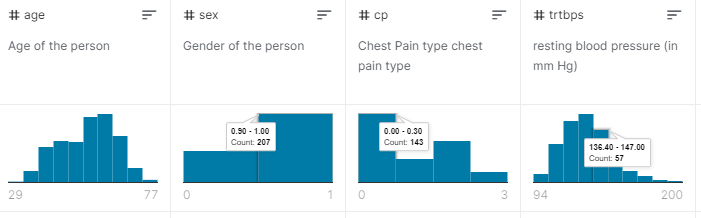 # age
Age of the person
29
77
# sex
Gender of the person
0.90 - 1.00
Count: 207
0
1
# cp
Chest Pain type chest
pain type
0.00 - 0.30
Count: 143
0
3
# trtbps
resting blood pressure (in
mm Hg)
136.40 - 147.00
Count: 57
94
200